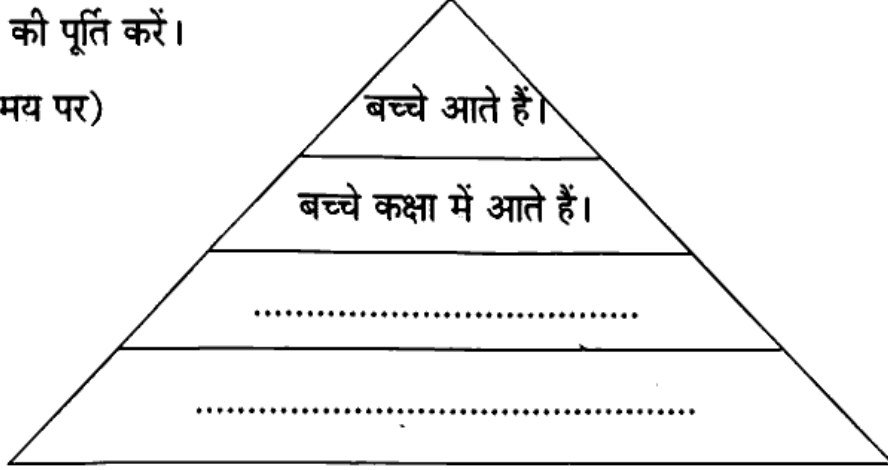 की पूर्ति करें।
मय पर)
बच्चे आते हैं।
बच्चे कक्षा में आते हैं।
........................................
....................................................